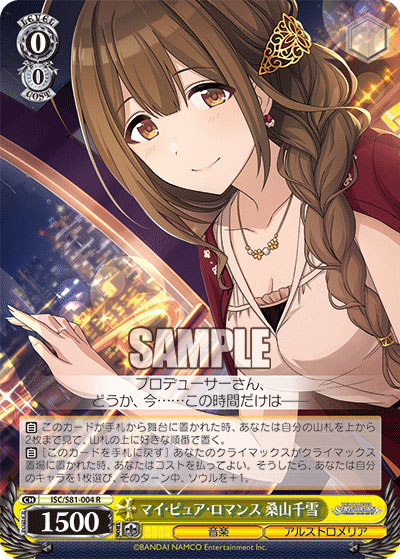 LEVEL
0
0
COST
SAMPLE
プロデューサーさん、
どうか、今……この時間だけは――
自 このカードが手札から舞台に置かれた時、あなたは自分の山札を上から
2枚まで見て、山札の上に好きな順番で置く。
自 [このカードを手札に戻す] あなたのクライマックスがクライマックス
置場に置かれた時、あなたはコストを払ってよい。そうしたら、あなたは自分
のキャラを1枚選び、そのターン中、ソウルを+1。
CH ISC/S81-004 R
1500
マイ・ピュア・ロマンス 桑山千雪
音楽 アルストロメリア
©BANDAI NAMCO Entertainment Inc.